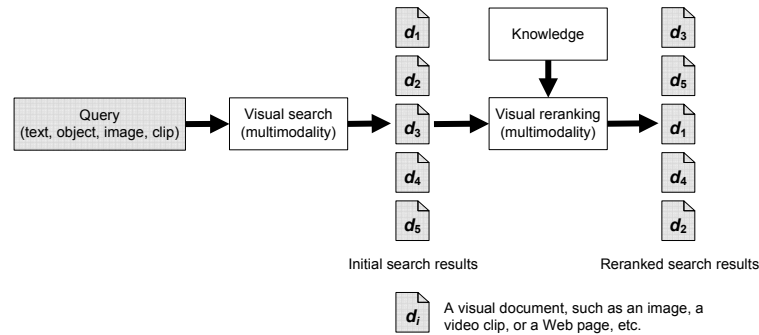 Query
(text, object, image, clip)
Visual search
(multimodality)
d1
d2
d3
d4
d5
Initial search results
Knowledge
Visual reranking
(multimodality)
d3
d5
d1
d4
d2
Reranked search results
di
A visual document, such as an image, a
video clip, or a Web page, etc.